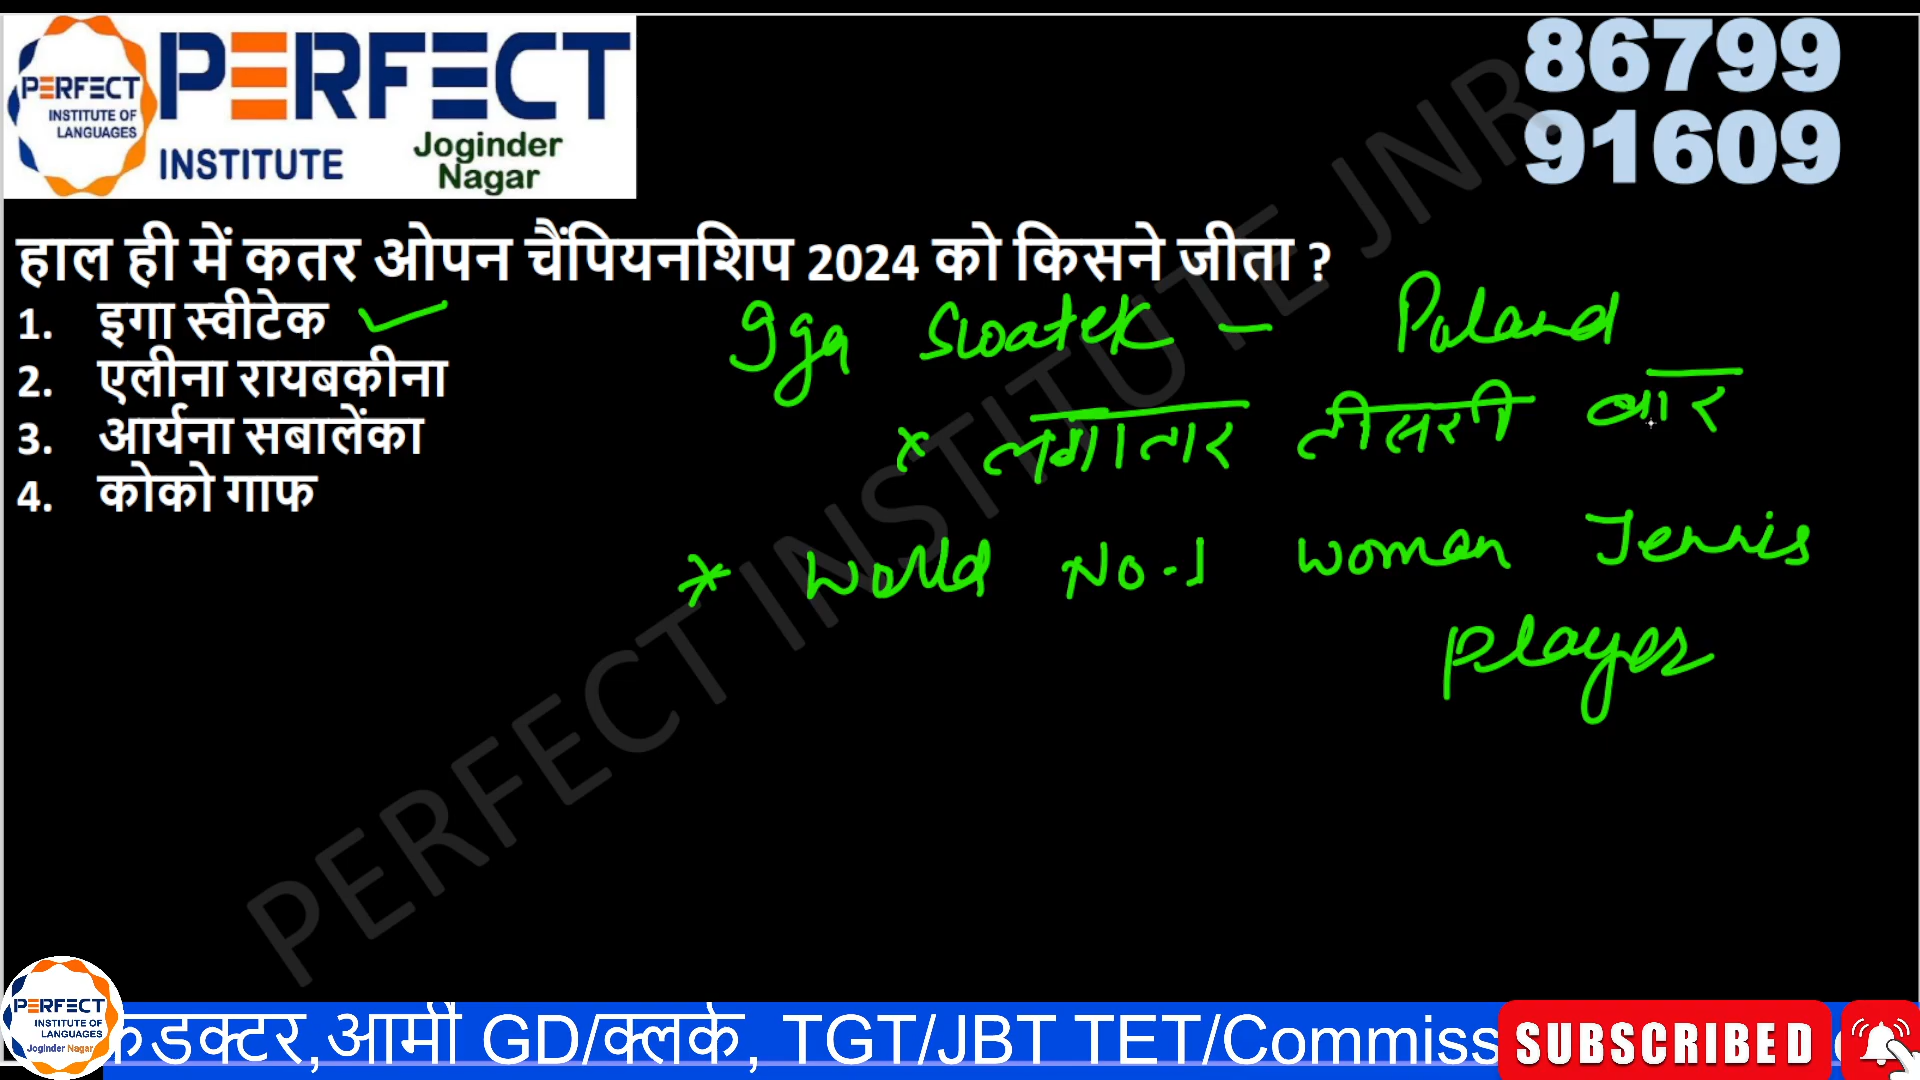 PERFECT
INSTITUTE OF
LANGUAGES
PERFECT
INSTITUTE
Joginder
Nagar
86799
91609
हाल ही में कतर ओपन चैंपियनशिप 2024 को किसने जीता ?
1. इगा स्वीटेक
2. एलीना रायबकीना
3. आर्यना सबालेंका
4. कोको गाफ
Iga Swatek - Poland
* लगातार तीसरी बार
* World No.1 woman Tennis
player
PERFECT INSTITUTE JNR
PERFECT
INSTITUTE OF
LANGUAGES
Joginder Nagar
कंडक्टर,आर्मी GD/क्लर्क, TGT/JBT TET/Commiss
SUBSCRIBED